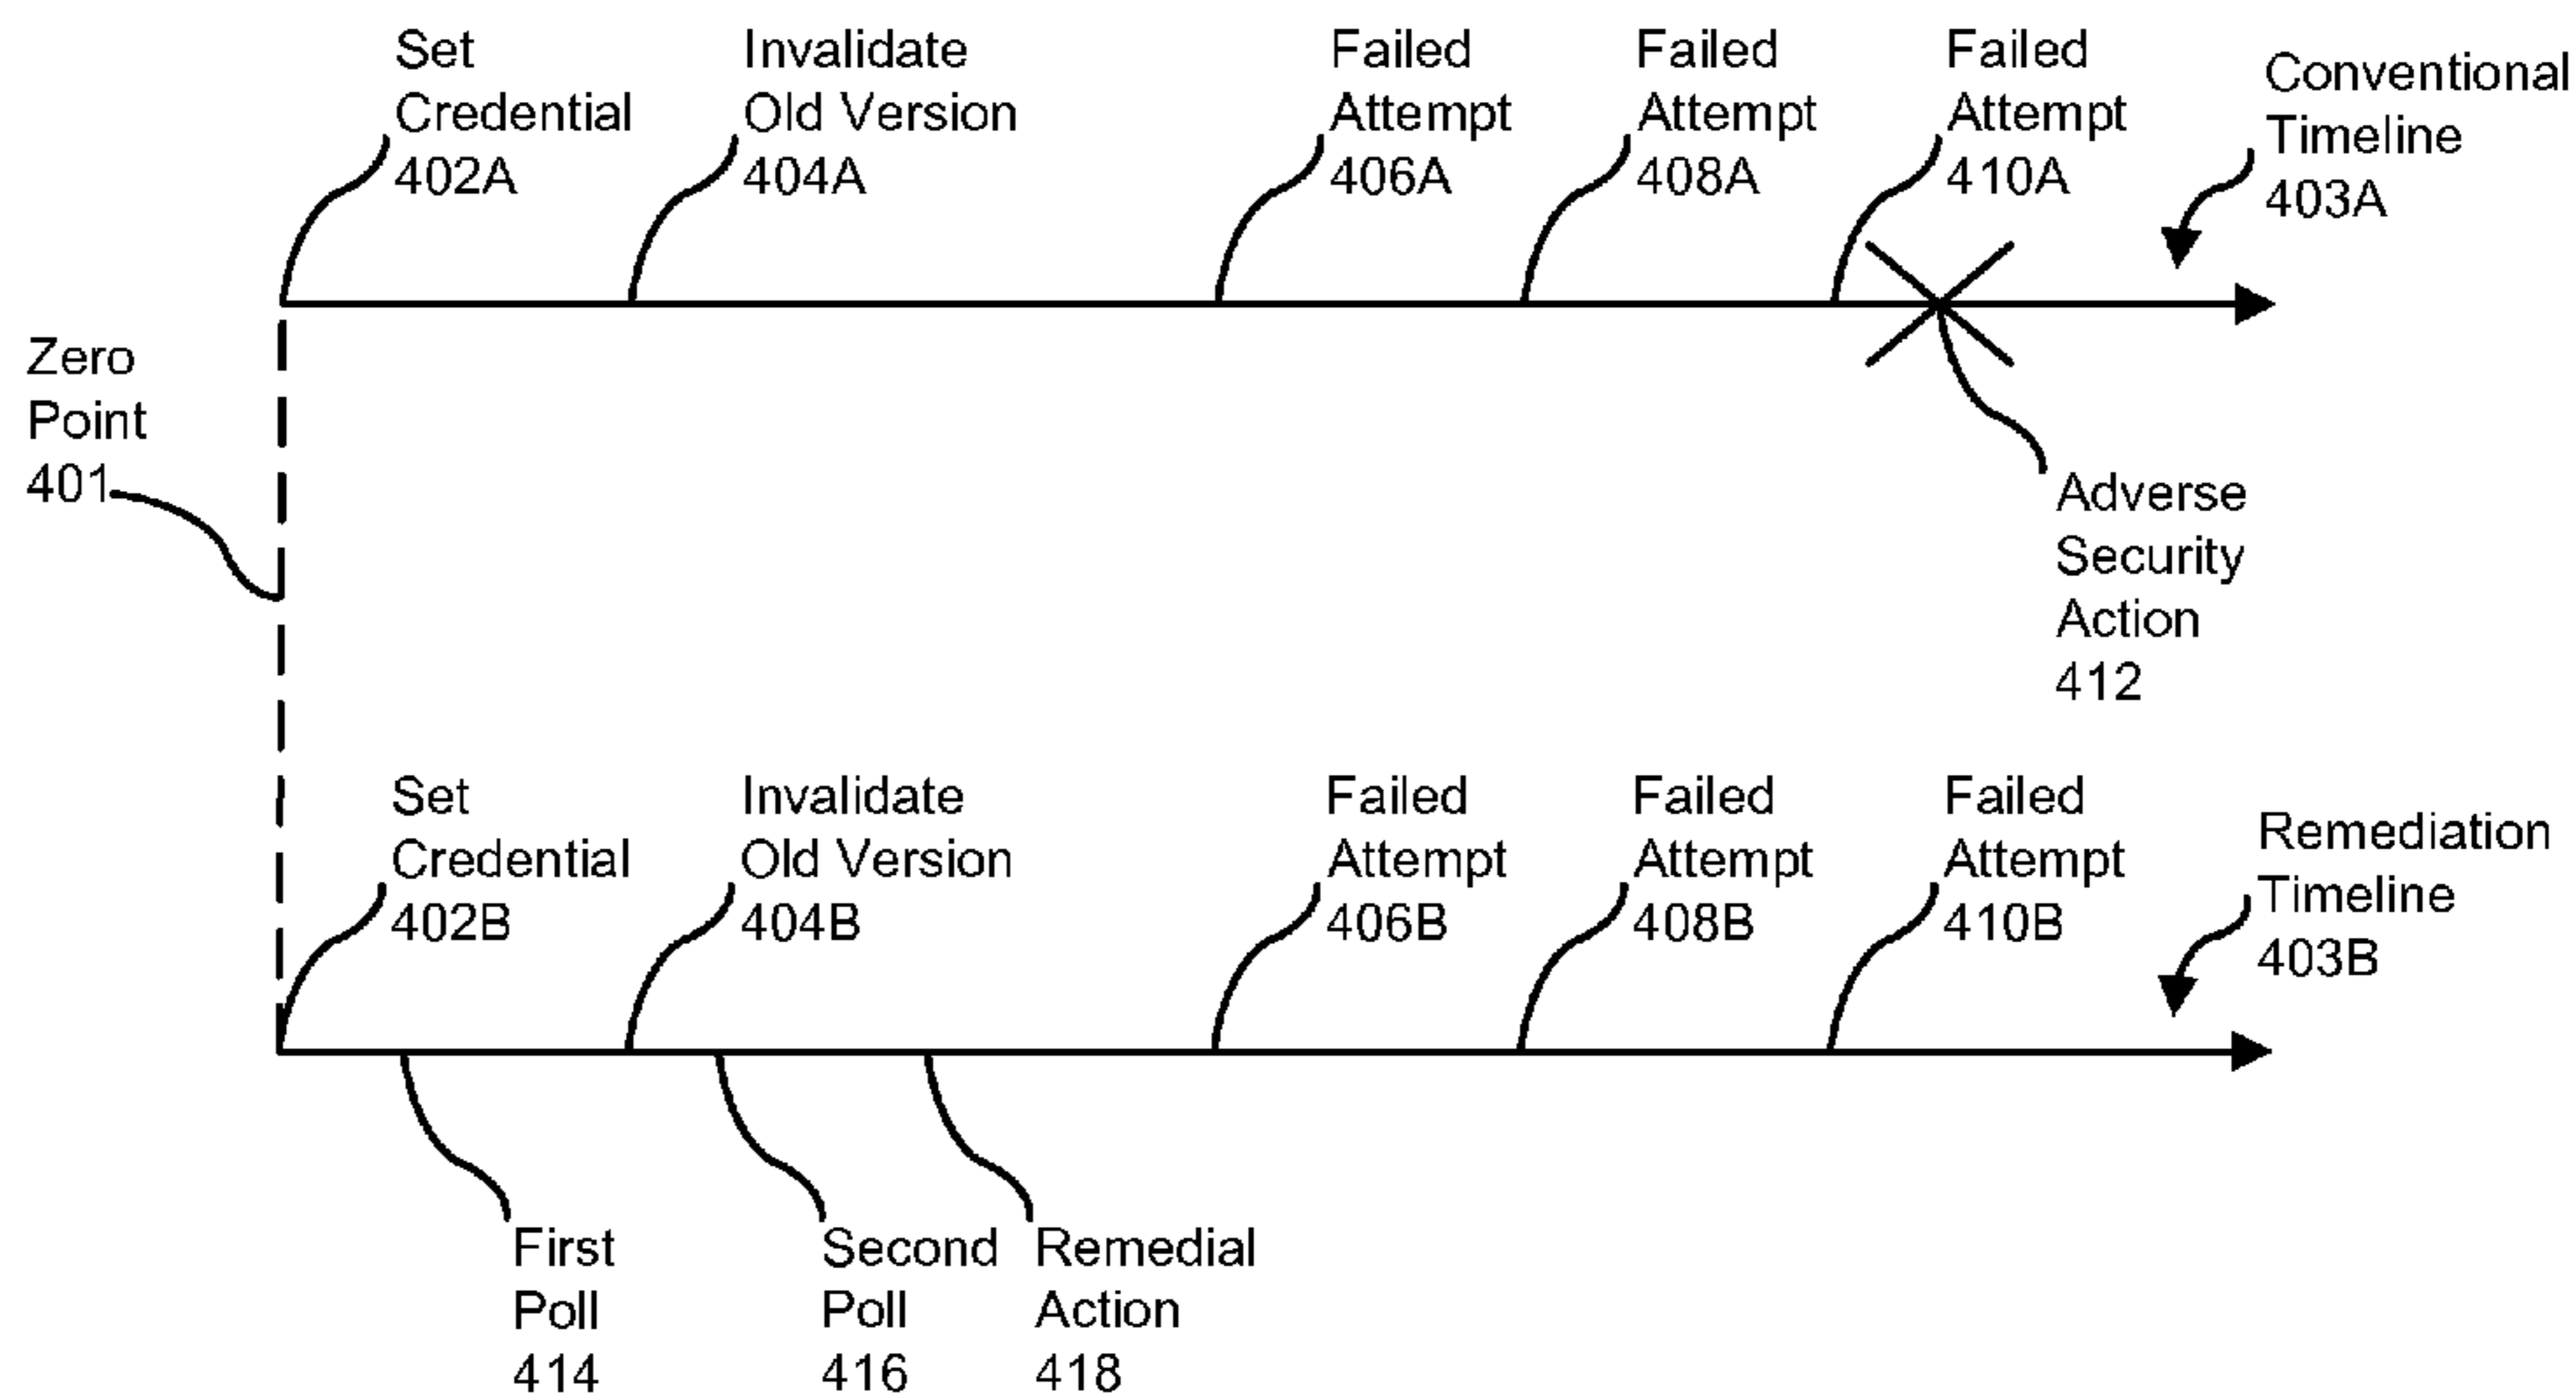 Set
Credential
402A
Invalidate
Old Version
404A
Failed
Attempt
406A
Failed
Attempt
408A
Failed
Attempt
410A
Conventional
Timeline
403A
Zero
Point
401
Adverse
Security
Action
412
Set
Credential
402B
Invalidate
Old Version
404B
Failed
Attempt
406B
Failed
Attempt
408B
Failed
Attempt
410B
Remediation
Timeline
403B
First
Poll
414
Second
Poll
416
Remedial
Action
418